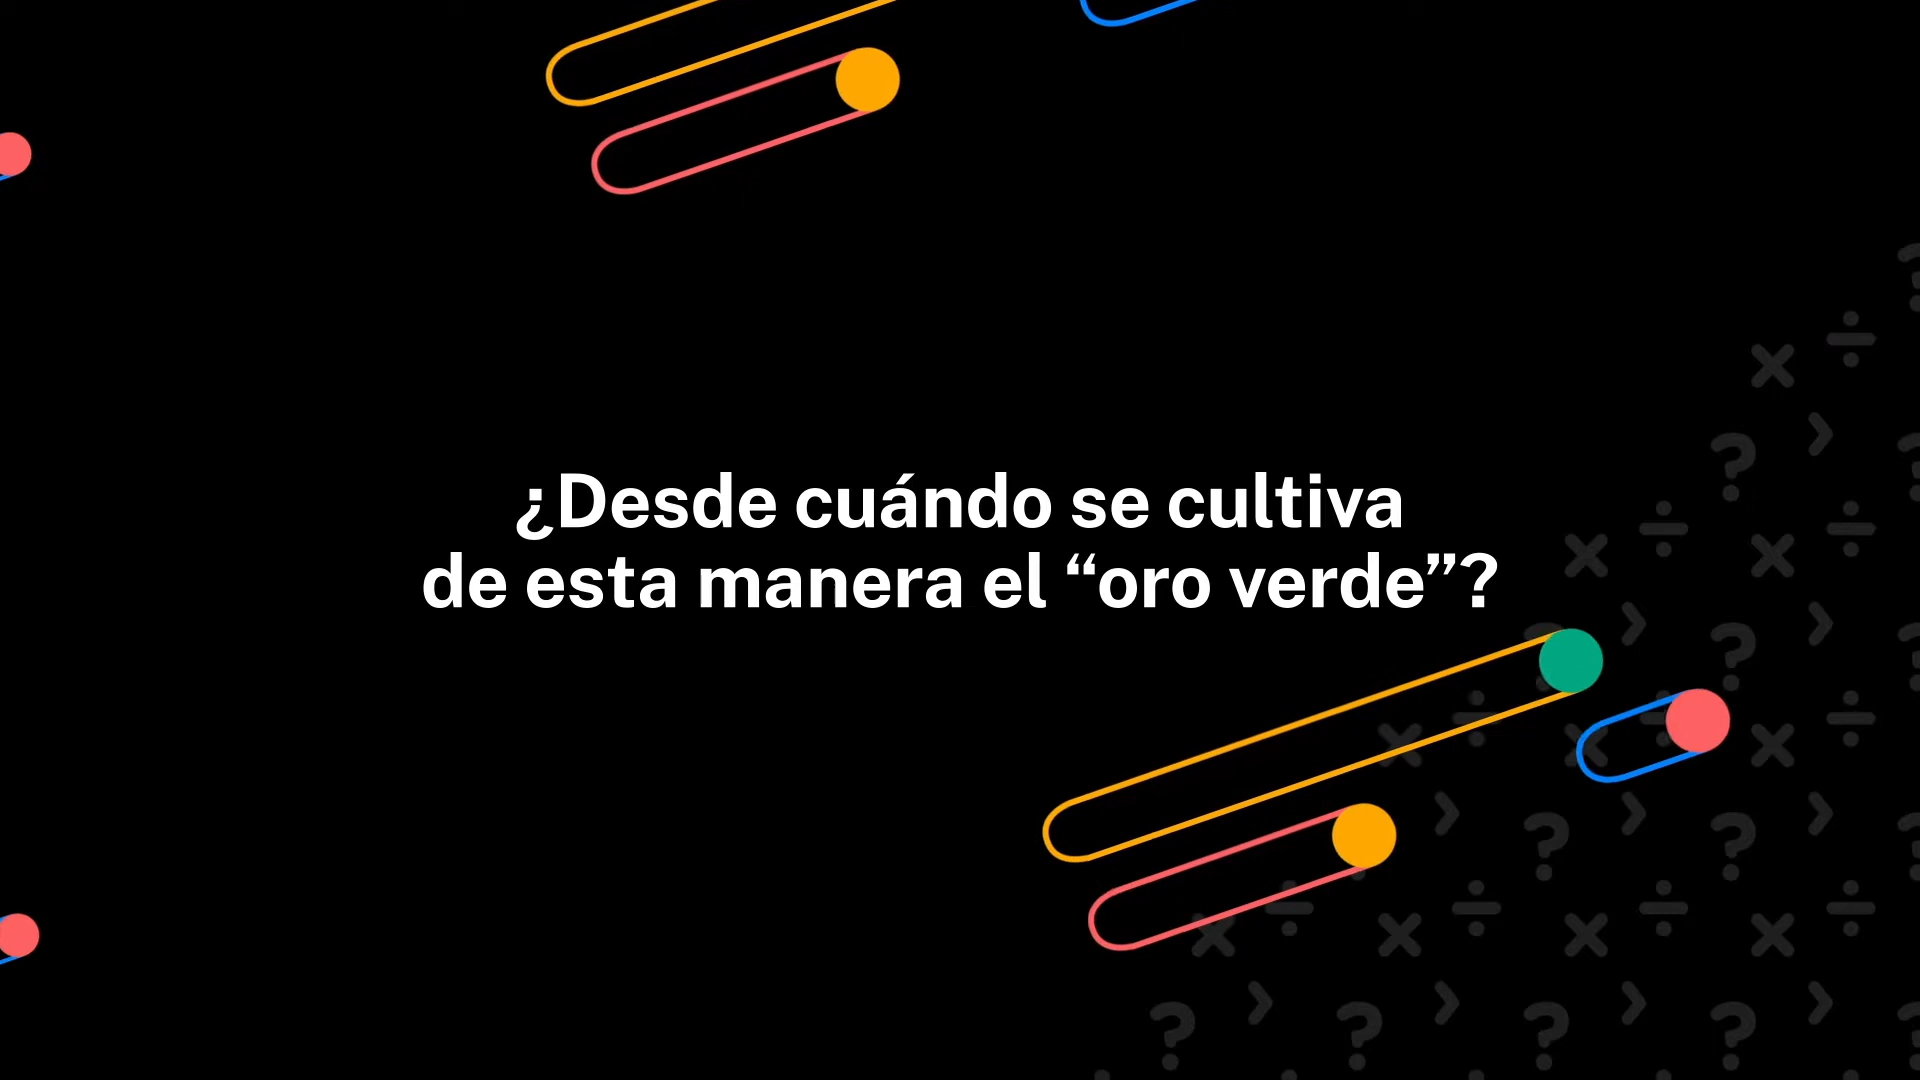 ¿Desde cuándo se cultiva
de esta manera el “oro verde”?